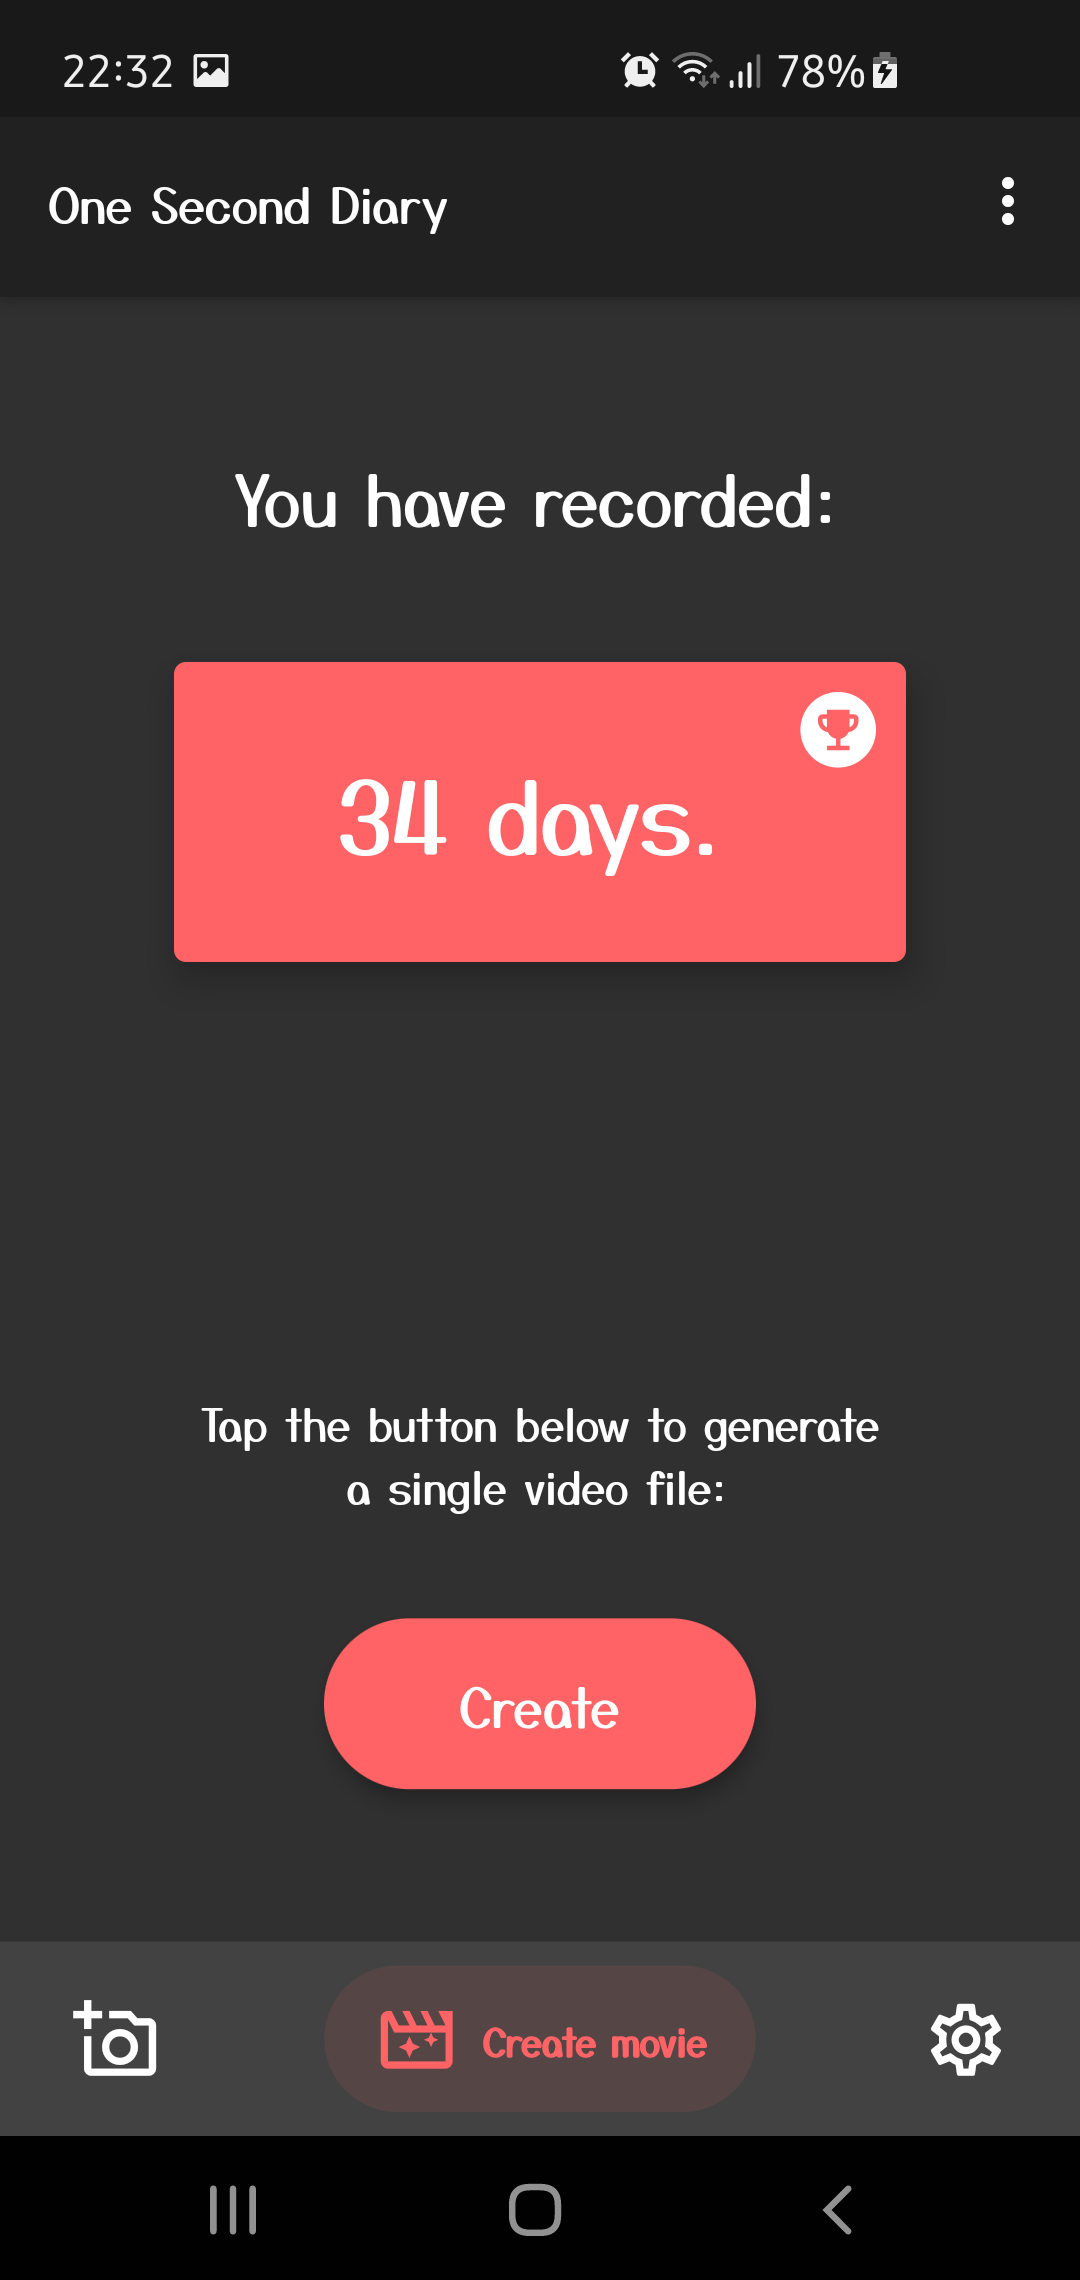 22:32
78%
One Second Diary
You have recorded:
34 days.
Tap the button below to generate
a single video file:
Create
Create movie